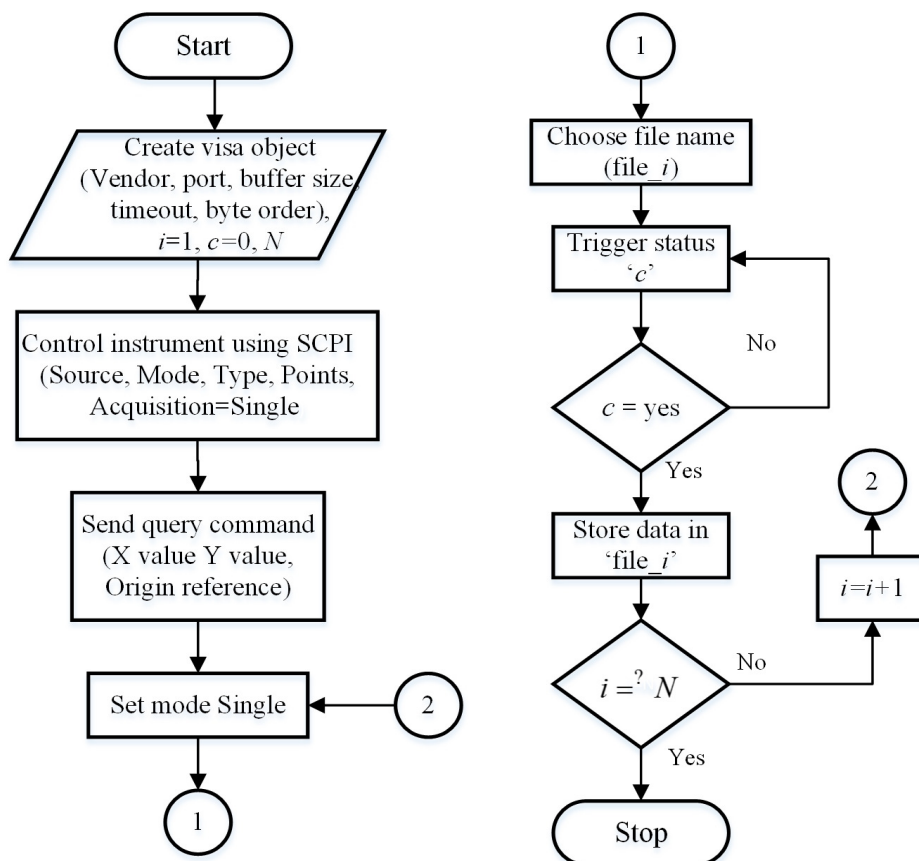 Start
Create visa object
(Vendor, port, buffer size,
timeout, byte order),
i=1, c=0, N
Control instrument using SCPI
(Source, Mode, Type, Points,
Acquisition=Single
Send query command
(X value Y value,
Origin reference)
Set mode Single
2
1
1
Choose file name
(file_i)
Trigger status
‘c’
No
c = yes
Yes
Store data in
‘file_i’
2
i=i+1
i =? N
No
Yes
Stop